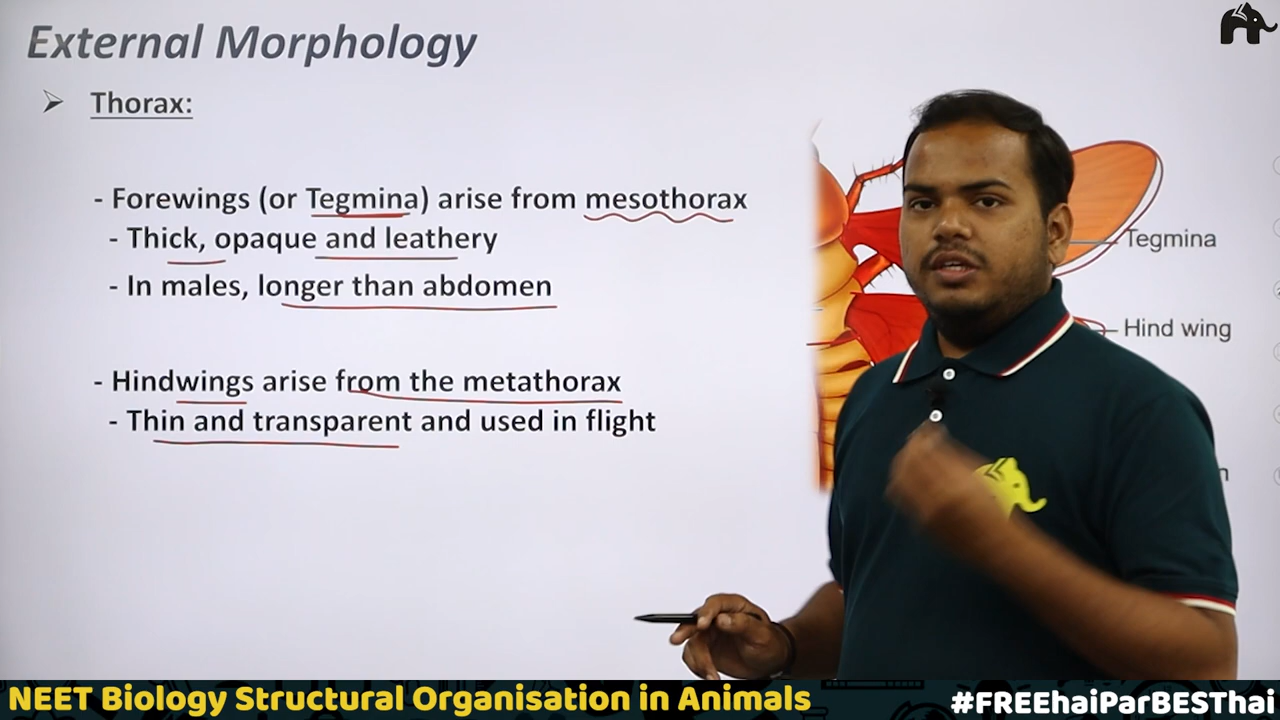 External Morphology
➢ Thorax:
- Forewings (or Tegmina) arise from mesothorax
- Thick, opaque and leathery
- In males, longer than abdomen
- Hindwings arise from the metathorax
- Thin and transparent and used in flight
Tegmina
Hind wing
NEET Biology Structural Organisation in Animals
#FREEhaiParBESThai